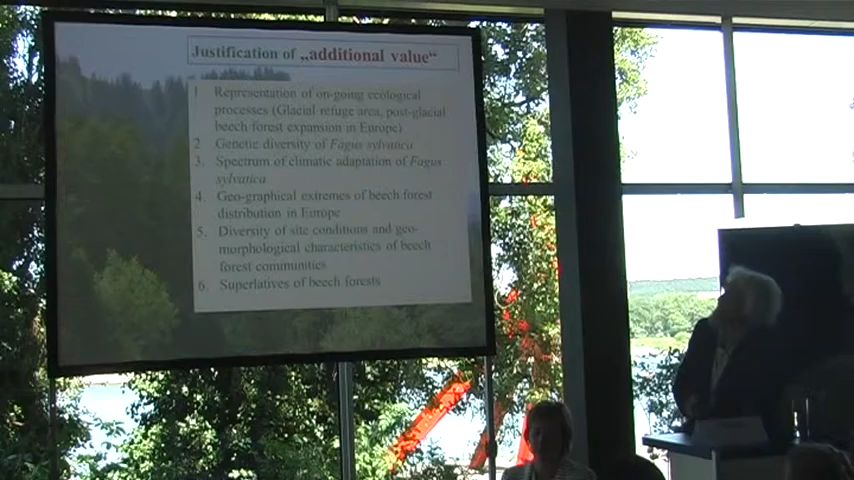 Justification of „additional value“
1 Representation of on-going ecological
processes (Glacial refuge area, post-glacial
beech forest expansion in Europe)
2 Genetic diversity of Fagus sylvatica
3. Spectrum of climatic adaptation of Fagus
sylvatica
4. Geo-graphical extremes of beech forest
distribution in Europe
5. Diversity of site conditions and geo-
morphological characteristics of beech
forest communities
6. Superlatives of beech forests